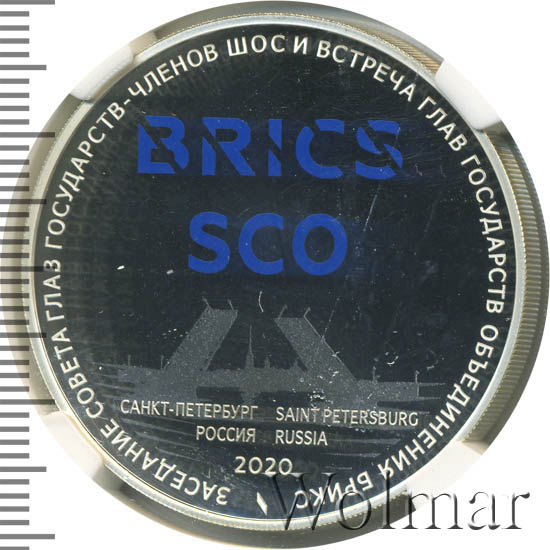 ЗАСЕДАНИЕ СОВЕТА ГЛАВ ГОСУДАРСТВ-ЧЛЕНОВ ШОС И ВСТРЕЧА ГЛАВ ГОСУДАРСТВ ОБЪЕДИНЕНИЯ БРИКС
BRICS
SCO
САНКТ-ПЕТЕРБУРГ SAINT PETERSBURG
РОССИЯ RUSSIA
2020
Wolmar